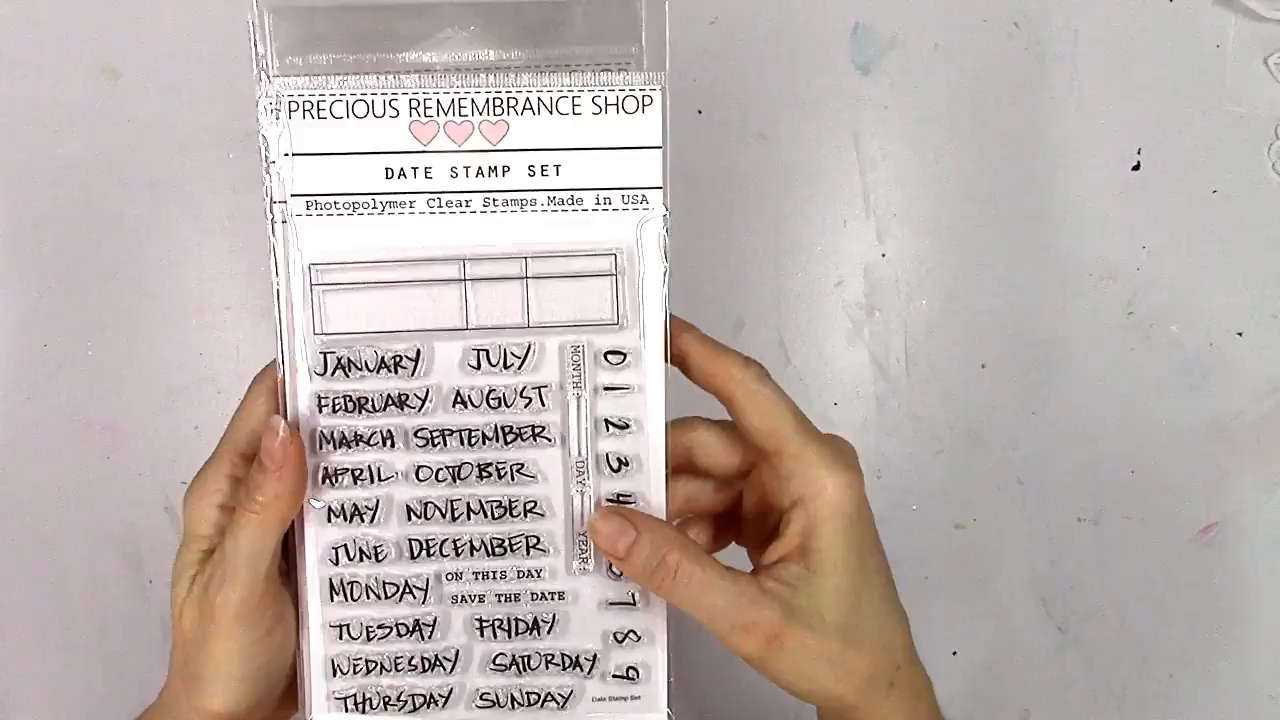 PRECIOUS REMEMBRANCE SHOP
DATE STAMP SET
Photopolymer Clear Stamps.Made in USA
JANUARY JULY
FEBRUARY AUGUST
MARCH SEPTEMBER
APRIL OCTOBER
MAY NOVEMBER
JUNE DECEMBER
MONDAY ON THIS DAY
SAVE THE DATE
TUESDAY FRIDAY
WEDNESDAY SATURDAY
THURSDAY SUNDAY
MONTH: DAY: YEAR:
0
1
2
3
4
7
8
9
Date Stamp Set